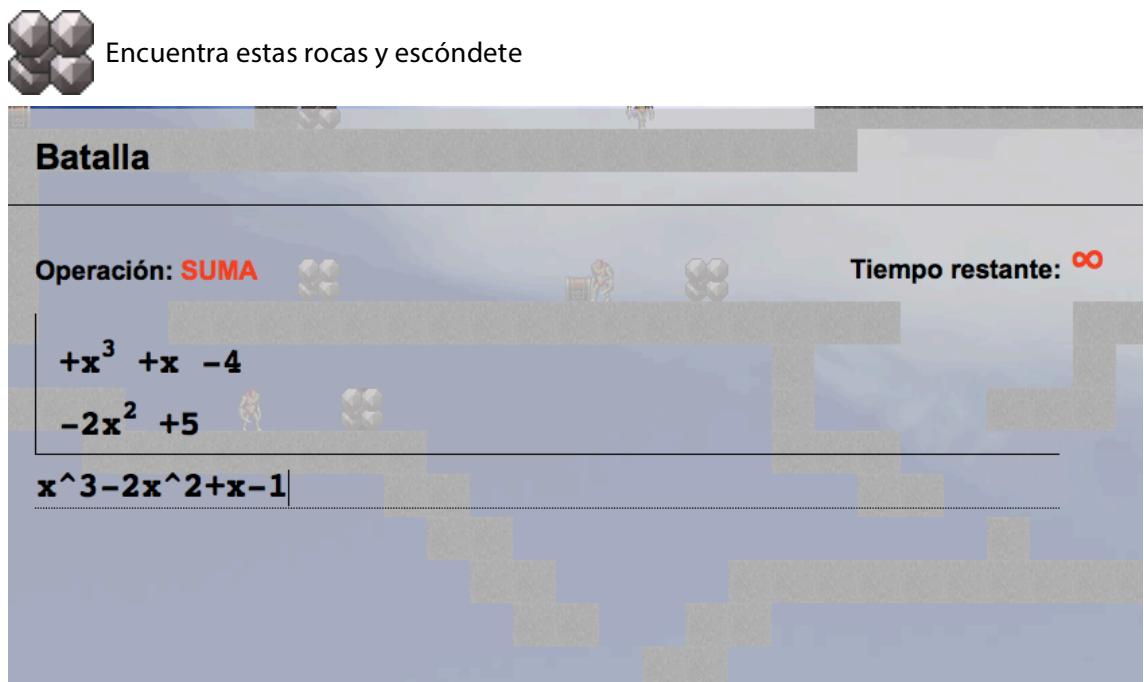 Encuentra estas rocas y escóndete
Batalla
Operación: SUMA Tiempo restante: ∞
+x³ +x -4
-2x² +5
x^3-2x^2+x-1